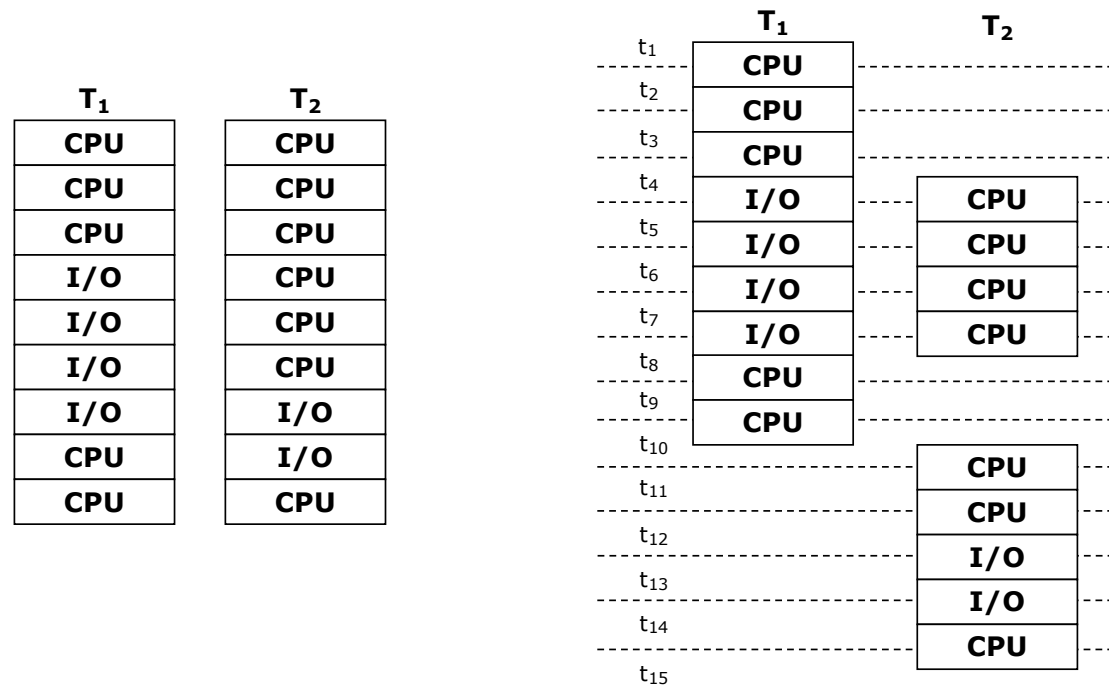 T₁ T₂
CPU CPU
CPU CPU
CPU CPU
I/O CPU
I/O CPU
I/O CPU
I/O I/O
CPU I/O
CPU CPU
T₁ T₂
t₁
CPU
t₂
CPU
t₃
CPU
t₄
I/O CPU
t₅
I/O CPU
t₆
I/O CPU
t₇
I/O CPU
t₈
CPU
t₉
CPU
t₁₀
CPU
t₁₁
CPU
t₁₂
I/O
t₁₃
I/O
t₁₄
CPU
t₁₅